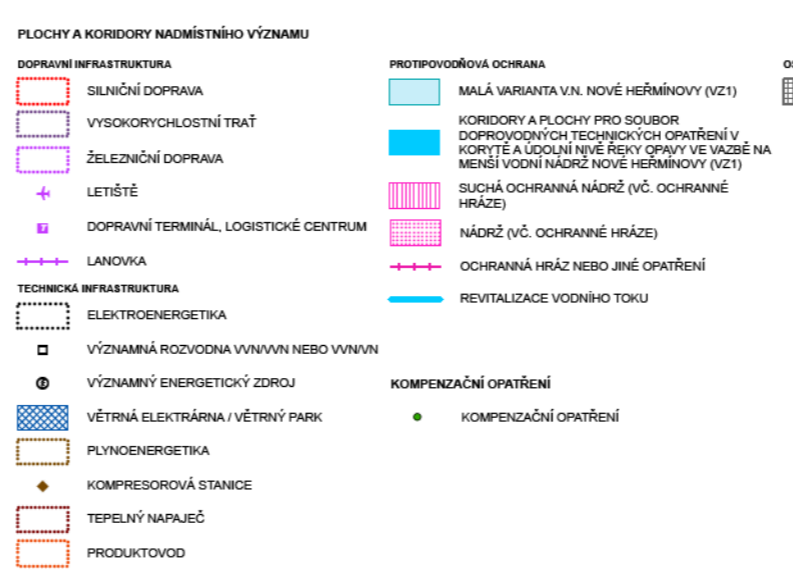 PLOCHY A KORIDORY NADMÍSTNÍHO VÝZNAMU
DOPRAVNÍ INFRASTRUKTURA
SILNIČNÍ DOPRAVA
VYSOKORYCHLOSTNÍ TRAŤ
ŽELEZNIČNÍ DOPRAVA
LETIŠTĚ
DOPRAVNÍ TERMINÁL, LOGISTICKÉ CENTRUM
LANOVKA
TECHNICKÁ INFRASTRUKTURA
ELEKTROENERGETIKA
VÝZNAMNÁ ROZVODNA VVN/VVN NEBO VVN/VN
VÝZNAMNÝ ENERGETICKÝ ZDROJ
VĚTRNÁ ELEKTRÁRNA / VĚTRNÝ PARK
PLYNOENERGETIKA
KOMPRESOROVÁ STANICE
TEPELNÝ NAPAJEČ
PRODUKTOVOD
PROTIPOVODŇOVÁ OCHRANA
MALÁ VARIANTA V.N. NOVÉ HEŘMÍNOVY (VZ1)
KORIDORY A PLOCHY PRO SOUBOR
DOPROVODNÝCH TECHNICKÝCH OPATŘENÍ V
KORYTĚ A ÚDOLNÍ NIVĚ ŘEKY OPAVY VE VAZBĚ NA
MENŠÍ VODNÍ NÁDRŽ NOVÉ HEŘMÍNOVY (VZ1)
SUCHÁ OCHRANNÁ NÁDRŽ (VČ. OCHRANNÉ
HRÁZE)
NÁDRŽ (VČ. OCHRANNÉ HRÁZE)
OCHRANNÁ HRÁZ NEBO JINÉ OPATŘENÍ
REVITALIZACE VODNÍHO TOKU
KOMPENZAČNÍ OPATŘENÍ
KOMPENZAČNÍ OPATŘENÍ